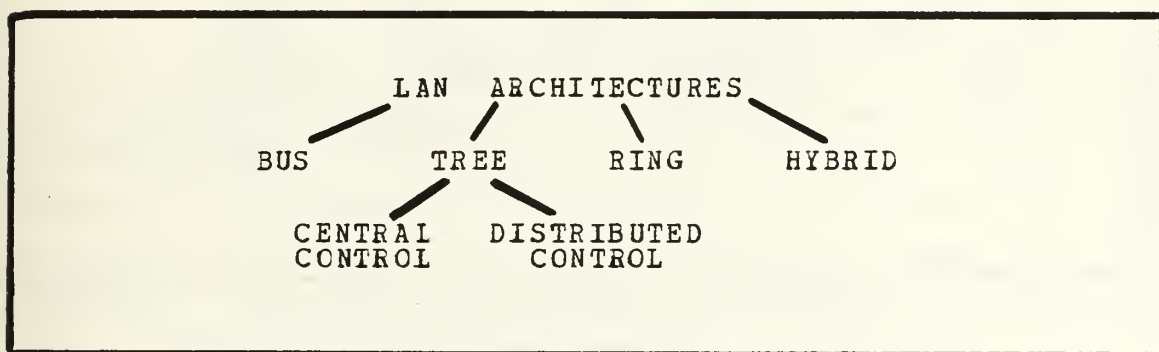 LAN ARCHITECTURES
BUS TREE RING HYBRID
CENTRAL DISTRIBUTED
CONTROL CONTROL